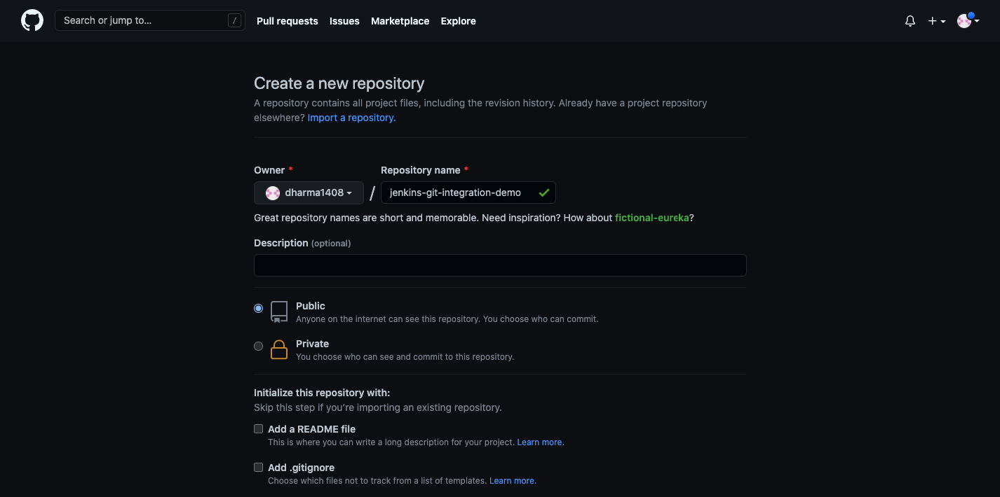 Search or jump to... /
Pull requests Issues Marketplace Explore
Create a new repository
A repository contains all project files, including the revision history. Already have a project repository
elsewhere? Import a repository.
Owner * Repository name *
dharma1408 / jenkins-git-integration-demo
Great repository names are short and memorable. Need inspiration? How about fictional-eureka?
Description (optional)
Public
Anyone on the internet can see this repository. You choose who can commit.
Private
You choose who can see and commit to this repository.
Initialize this repository with:
Skip this step if you’re importing an existing repository.
Add a README file
This is where you can write a long description for your project. Learn more.
Add .gitignore
Choose which files not to track from a list of templates. Learn more.